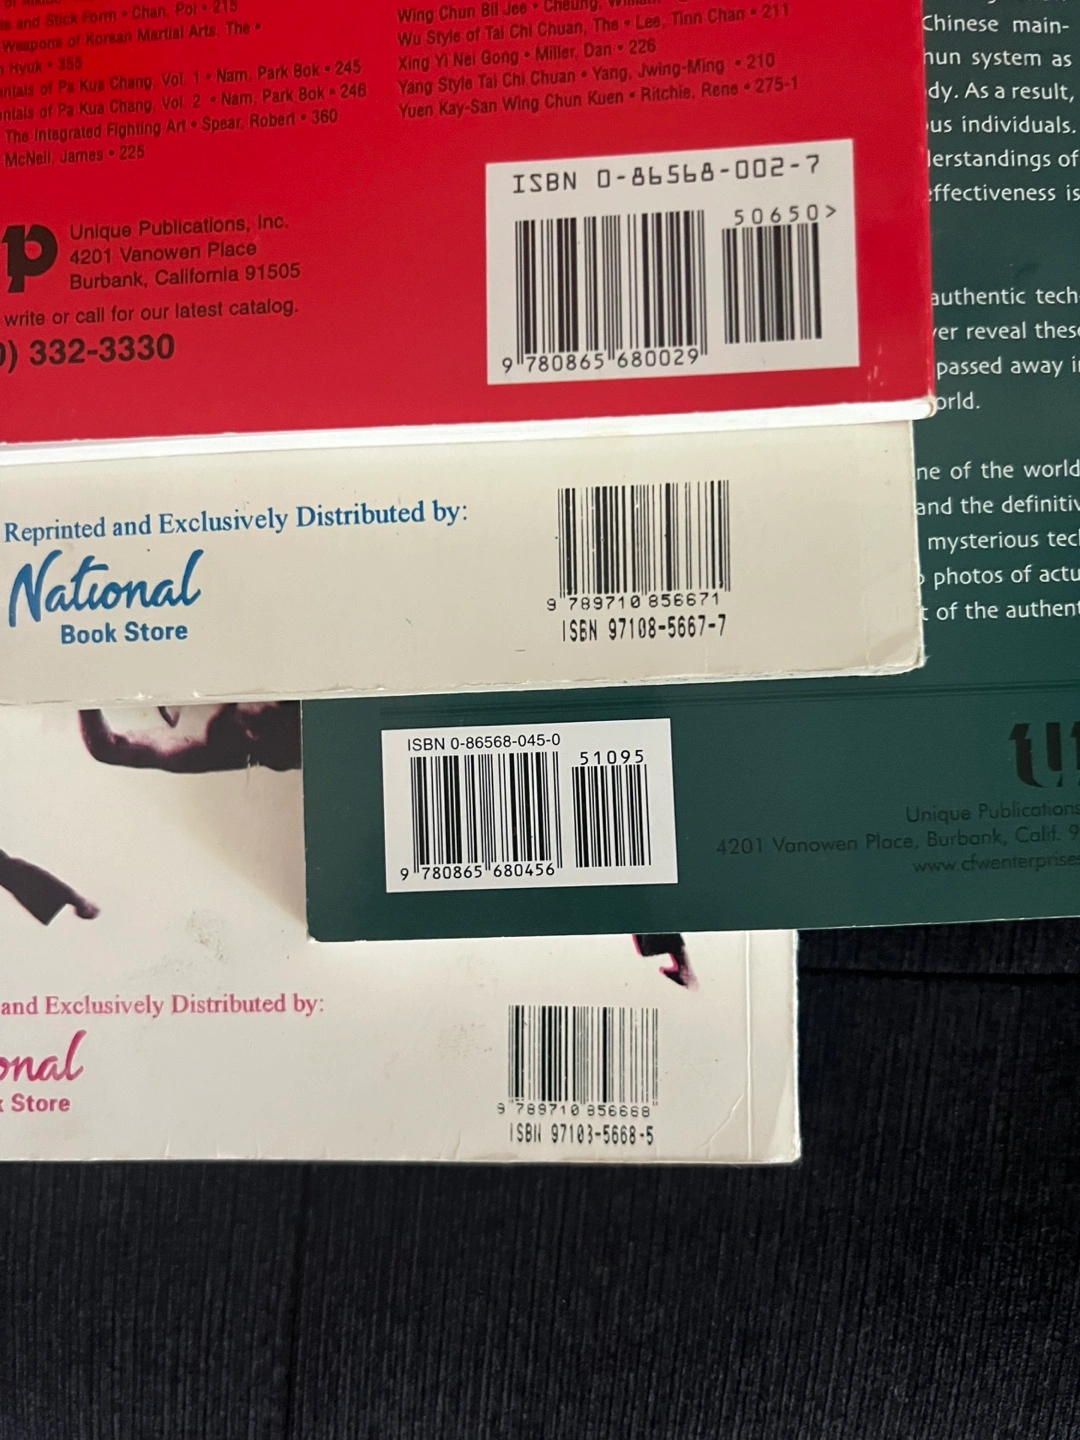 ts and Stick Form • Chan, Poi • 215
Weapons of Korean Martial Arts, The •
Hyuk • 355
ntals of Pa Kua Chang, Vol. 1 • Nam, Park Bok • 245
ntals of Pa Kua Chang, Vol. 2 • Nam, Park Bok • 246
The Integrated Fighting Art • Spear, Robert • 360
McNeil, James • 225
Wing Chun Bil Jee • Cheung, William
Wu Style of Tai Chi Chuan, The • Lee, Tinn Chan • 211
Xing Yi Nei Gong • Miller, Dan • 226
Yang Style Tai Chi Chuan • Yang, Jwing-Ming • 210
Yuen Kay-San Wing Chun Kuen • Ritchie, Rene • 275-1
up
Unique Publications, Inc.
4201 Vanowen Place
Burbank, California 91505
write or call for our latest catalog.
0) 332-3330
ISBN 0-86568-002-7
50650>
9 780865 680029
Chinese main-
hun system as
dy. As a result,
us individuals.
derstandings of
effectiveness is
authentic tech-
er reveal these
passed away i
orld.
ne of the world
and the definitiv
mysterious tec
photos of actu
t of the authent
Reprinted and Exclusively Distributed by:
National
Book Store
9 789710 856671
ISBN 97108-5667-7
ISBN 0-86568-045-0
51095
9 780865 680456
Unique Publications
4201 Vanowen Place, Burbank, Calif. 9
www.cfwenterprises
and Exclusively Distributed by:
onal
Store
9 789710 856688
ISBN 97108-5668-5